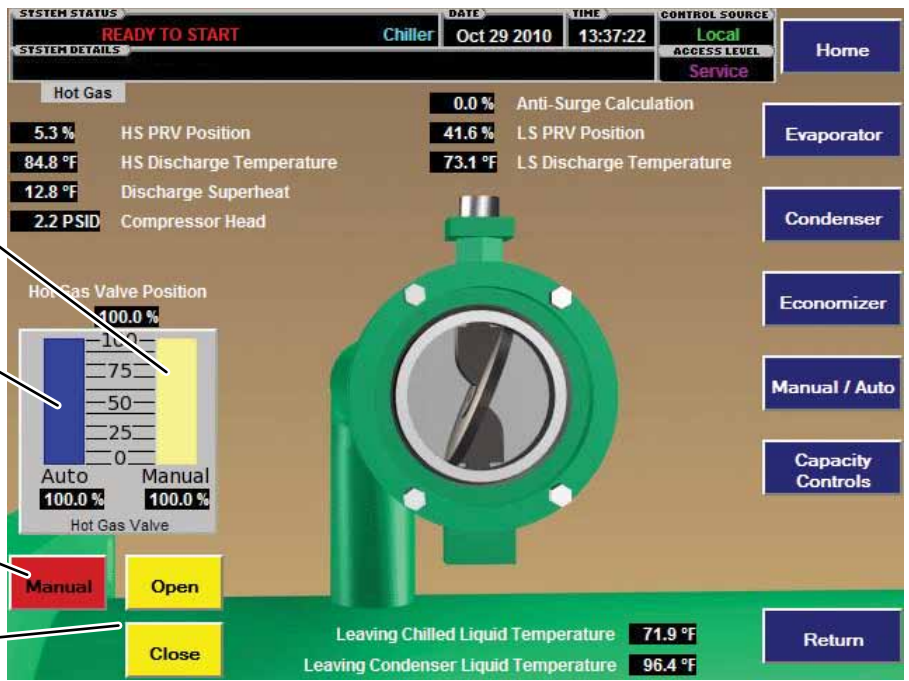 SYSTEM STATUS
READY TO START
Chiller
DATE
Oct 29 2010
TIME
13:37:22
CONTROL SOURCE
Local
ACCESS LEVEL
Service
SYSTEM DETAILS
Home
Hot Gas
5.3 % HS PRV Position
84.8 °F HS Discharge Temperature
12.8 °F Discharge Superheat
2.2 PSID Compressor Head
0.0 % Anti-Surge Calculation
41.6 % LS PRV Position
73.1 °F LS Discharge Temperature
Evaporator
Condenser
Economizer
Manual / Auto
Capacity
Controls
Hot Gas Valve Position
100.0 %
100
75
50
25
0
Auto Manual
100.0 % 100.0 %
Hot Gas Valve
Manual
Open
Close
Leaving Chilled Liquid Temperature 71.9 °F
Leaving Condenser Liquid Temperature 96.4 °F
Return